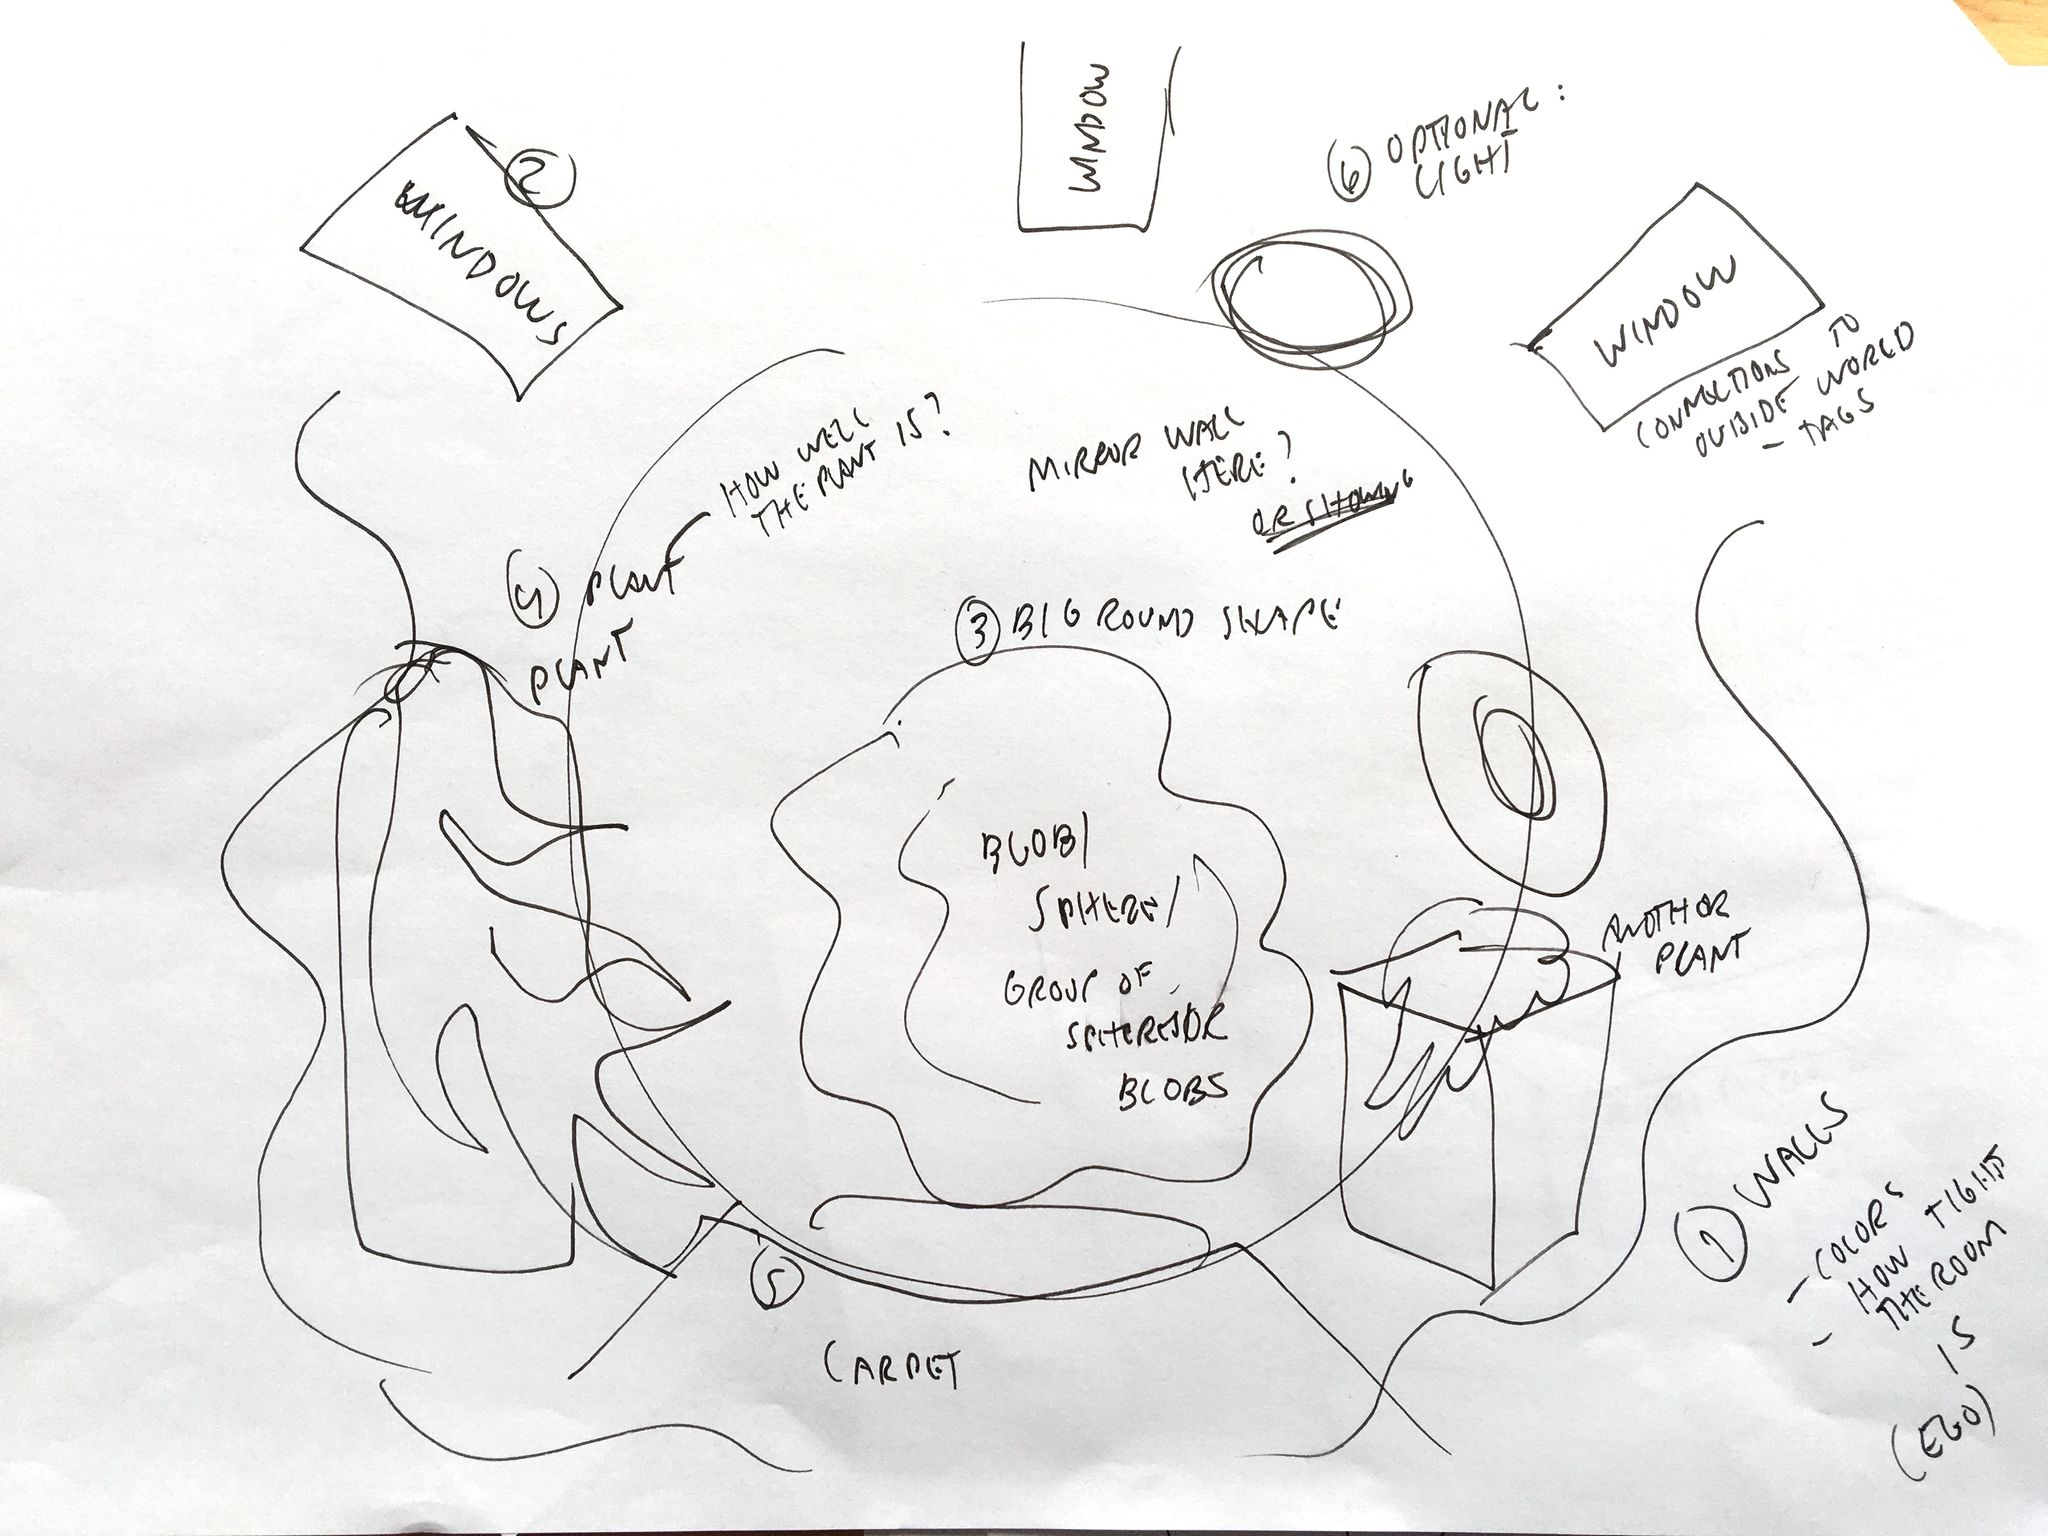 WINDOW
2
WINDOWS
6 OPTIONAL:
LIGHT
WINDOW
CONNECTIONS TO
OUTSIDE WORLD
- TAGS
HOW WELL
THE PLANT IS?
MIRROR WALL
HERE?
OR SHOWING
4 PLANT
PLANT
3 BIG ROUND SHAPE
BLOB/
SPHERE/
GROUP OF
SPHERES OR
BLOBS
ANOTHER
PLANT
5
CARPET
1 WALLS
- COLORS
- HOW TIGHT
THE ROOM
IS
(EGO)